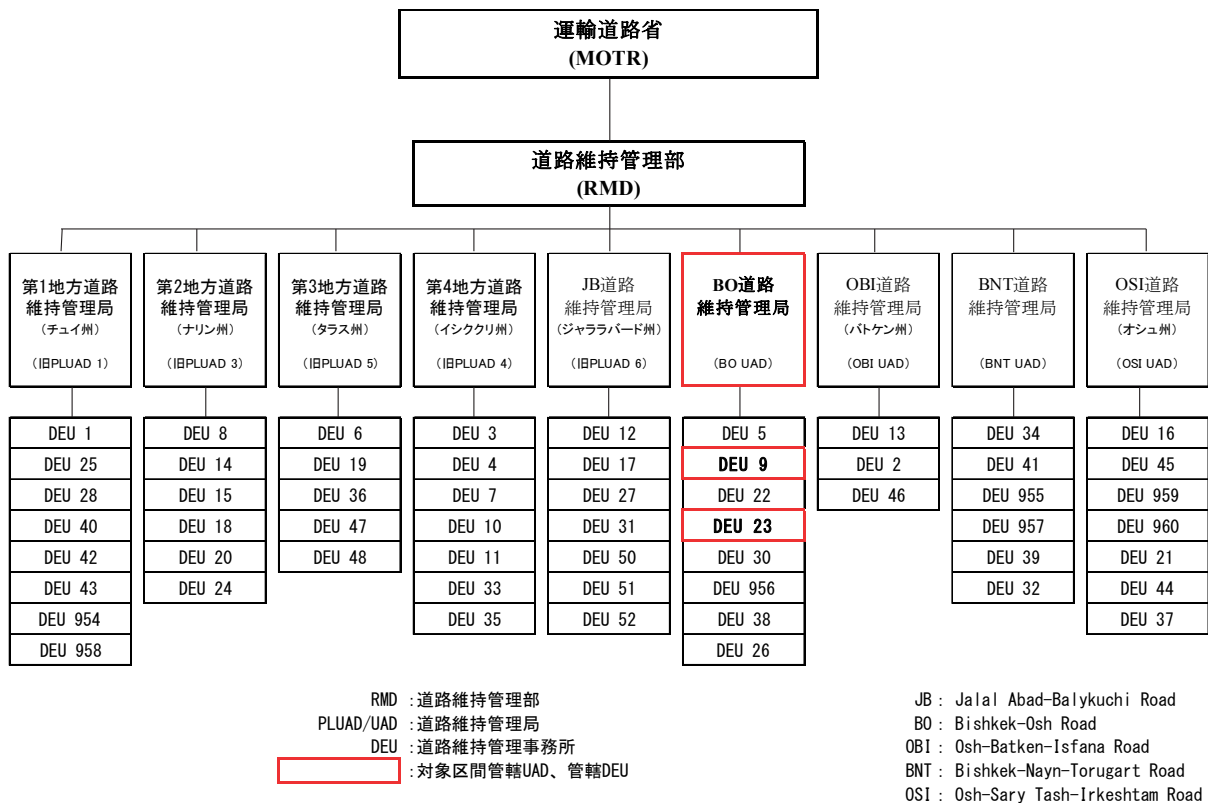 運輸道路省
(MOTR)
道路維持管理部
(RMD)
第1地方道路
維持管理局
(チュイ州)
(旧PLUAD 1)
第2地方道路
維持管理局
(ナリン州)
(旧PLUAD 3)
第3地方道路
維持管理局
(タラス州)
(旧PLUAD 5)
第4地方道路
維持管理局
(イシククリ州)
(旧PLUAD 4)
JB道路
維持管理局
(ジャララバード州)
(旧PLUAD 6)
BO道路
維持管理局
(BO UAD)
OBI道路
維持管理局
(バトケン州)
(OBI UAD)
BNT道路
維持管理局
(BNT UAD)
OSI道路
維持管理局
(オシュ州)
(OSI UAD)
DEU 1
DEU 25
DEU 28
DEU 40
DEU 42
DEU 43
DEU 954
DEU 958
DEU 8
DEU 14
DEU 15
DEU 18
DEU 20
DEU 24
DEU 6
DEU 19
DEU 36
DEU 47
DEU 48
DEU 3
DEU 4
DEU 7
DEU 10
DEU 11
DEU 33
DEU 35
DEU 12
DEU 17
DEU 27
DEU 31
DEU 50
DEU 51
DEU 52
DEU 5
DEU 9
DEU 22
DEU 23
DEU 30
DEU 956
DEU 38
DEU 26
DEU 13
DEU 2
DEU 46
DEU 34
DEU 41
DEU 955
DEU 957
DEU 39
DEU 32
DEU 16
DEU 45
DEU 959
DEU 960
DEU 21
DEU 44
DEU 37
RMD :道路維持管理部
PLUAD/UAD :道路維持管理局
DEU :道路維持管理事務所
:対象区間管轄UAD、管轄DEU
JB : Jalal Abad-Balykuchi Road
BO : Bishkek-Osh Road
OBI : Osh-Batken-Isfana Road
BNT : Bishkek-Nayn-Torugart Road
OSI : Osh-Sary Tash-Irkeshtam Road